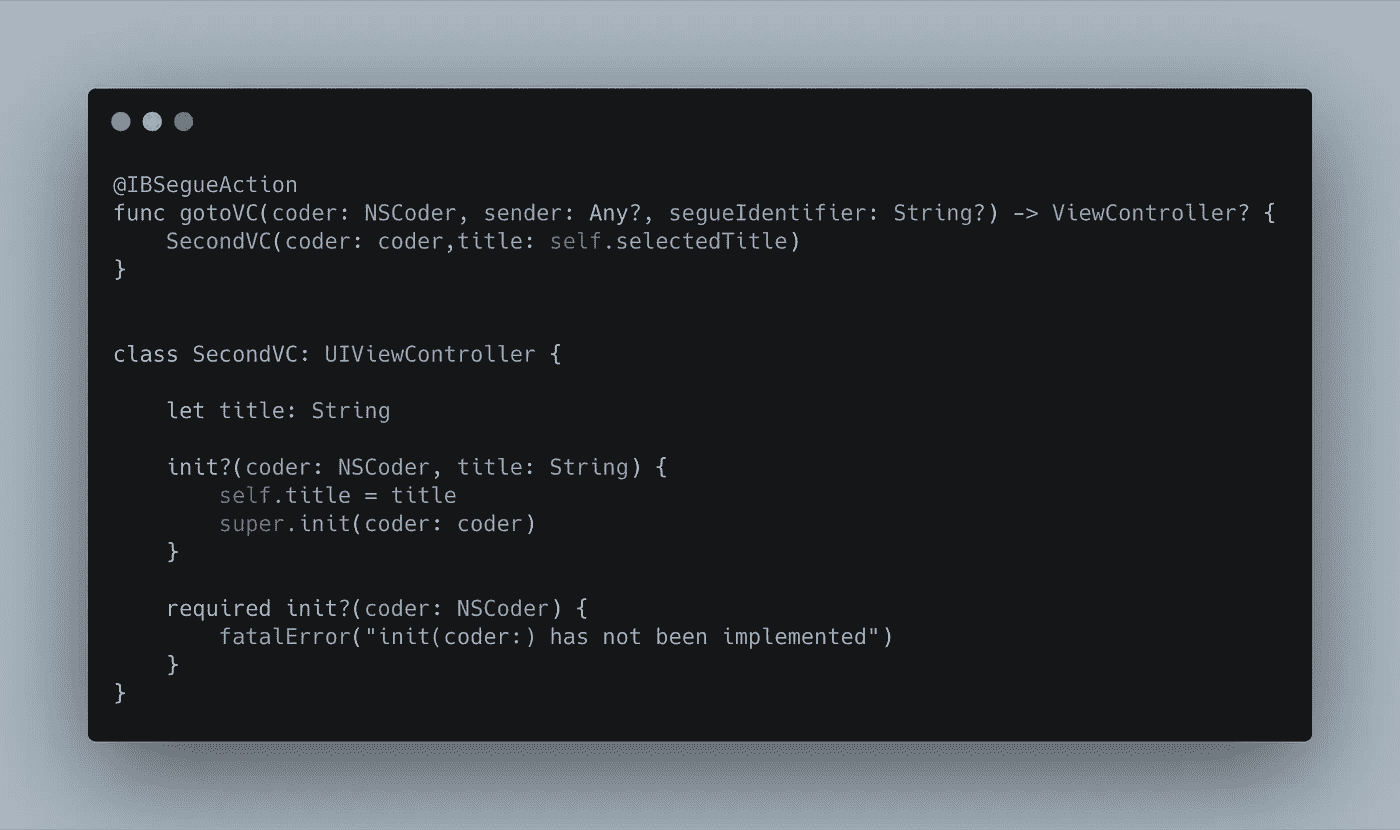 @IBSegueAction
func gotoVC(coder: NSCoder, sender: Any?, segueIdentifier: String?) -> ViewController? {
    SecondVC(coder: coder,title: self.selectedTitle)
}
class SecondVC: UIViewController {
    let title: String
    init?(coder: NSCoder, title: String) {
        self.title = title
        super.init(coder: coder)
    }
    required init?(coder: NSCoder) {
        fatalError("init(coder:) has not been implemented")
    }
}